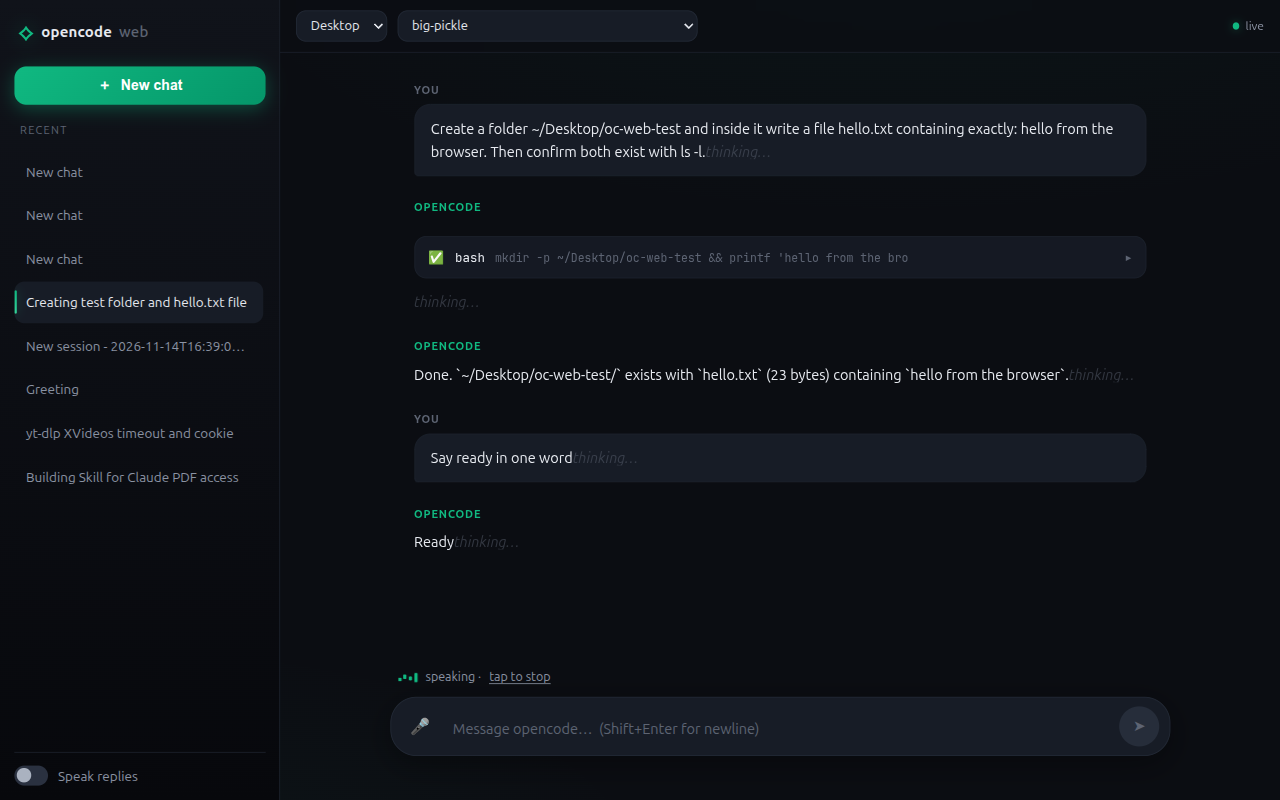 opencode web
+ New chat
RECENT
New chat
New chat
New chat
Creating test folder and hello.txt file
New session - 2026-11-14T16:39:0…
Greeting
yt-dlp XVideos timeout and cookie
Building Skill for Claude PDF access
Speak replies
Desktop
big-pickle
live
YOU
Create a folder ~/Desktop/oc-web-test and inside it write a file hello.txt containing exactly: hello from the
browser. Then confirm both exist with ls -l.thinking…
OPENCODE
bash mkdir -p ~/Desktop/oc-web-test && printf 'hello from the bro
thinking…
OPENCODE
Done. `~/Desktop/oc-web-test/` exists with `hello.txt` (23 bytes) containing `hello from the browser`.thinking…
YOU
Say ready in one wordthinking…
OPENCODE
Readythinking…
speaking · tap to stop
Message opencode… (Shift+Enter for newline)